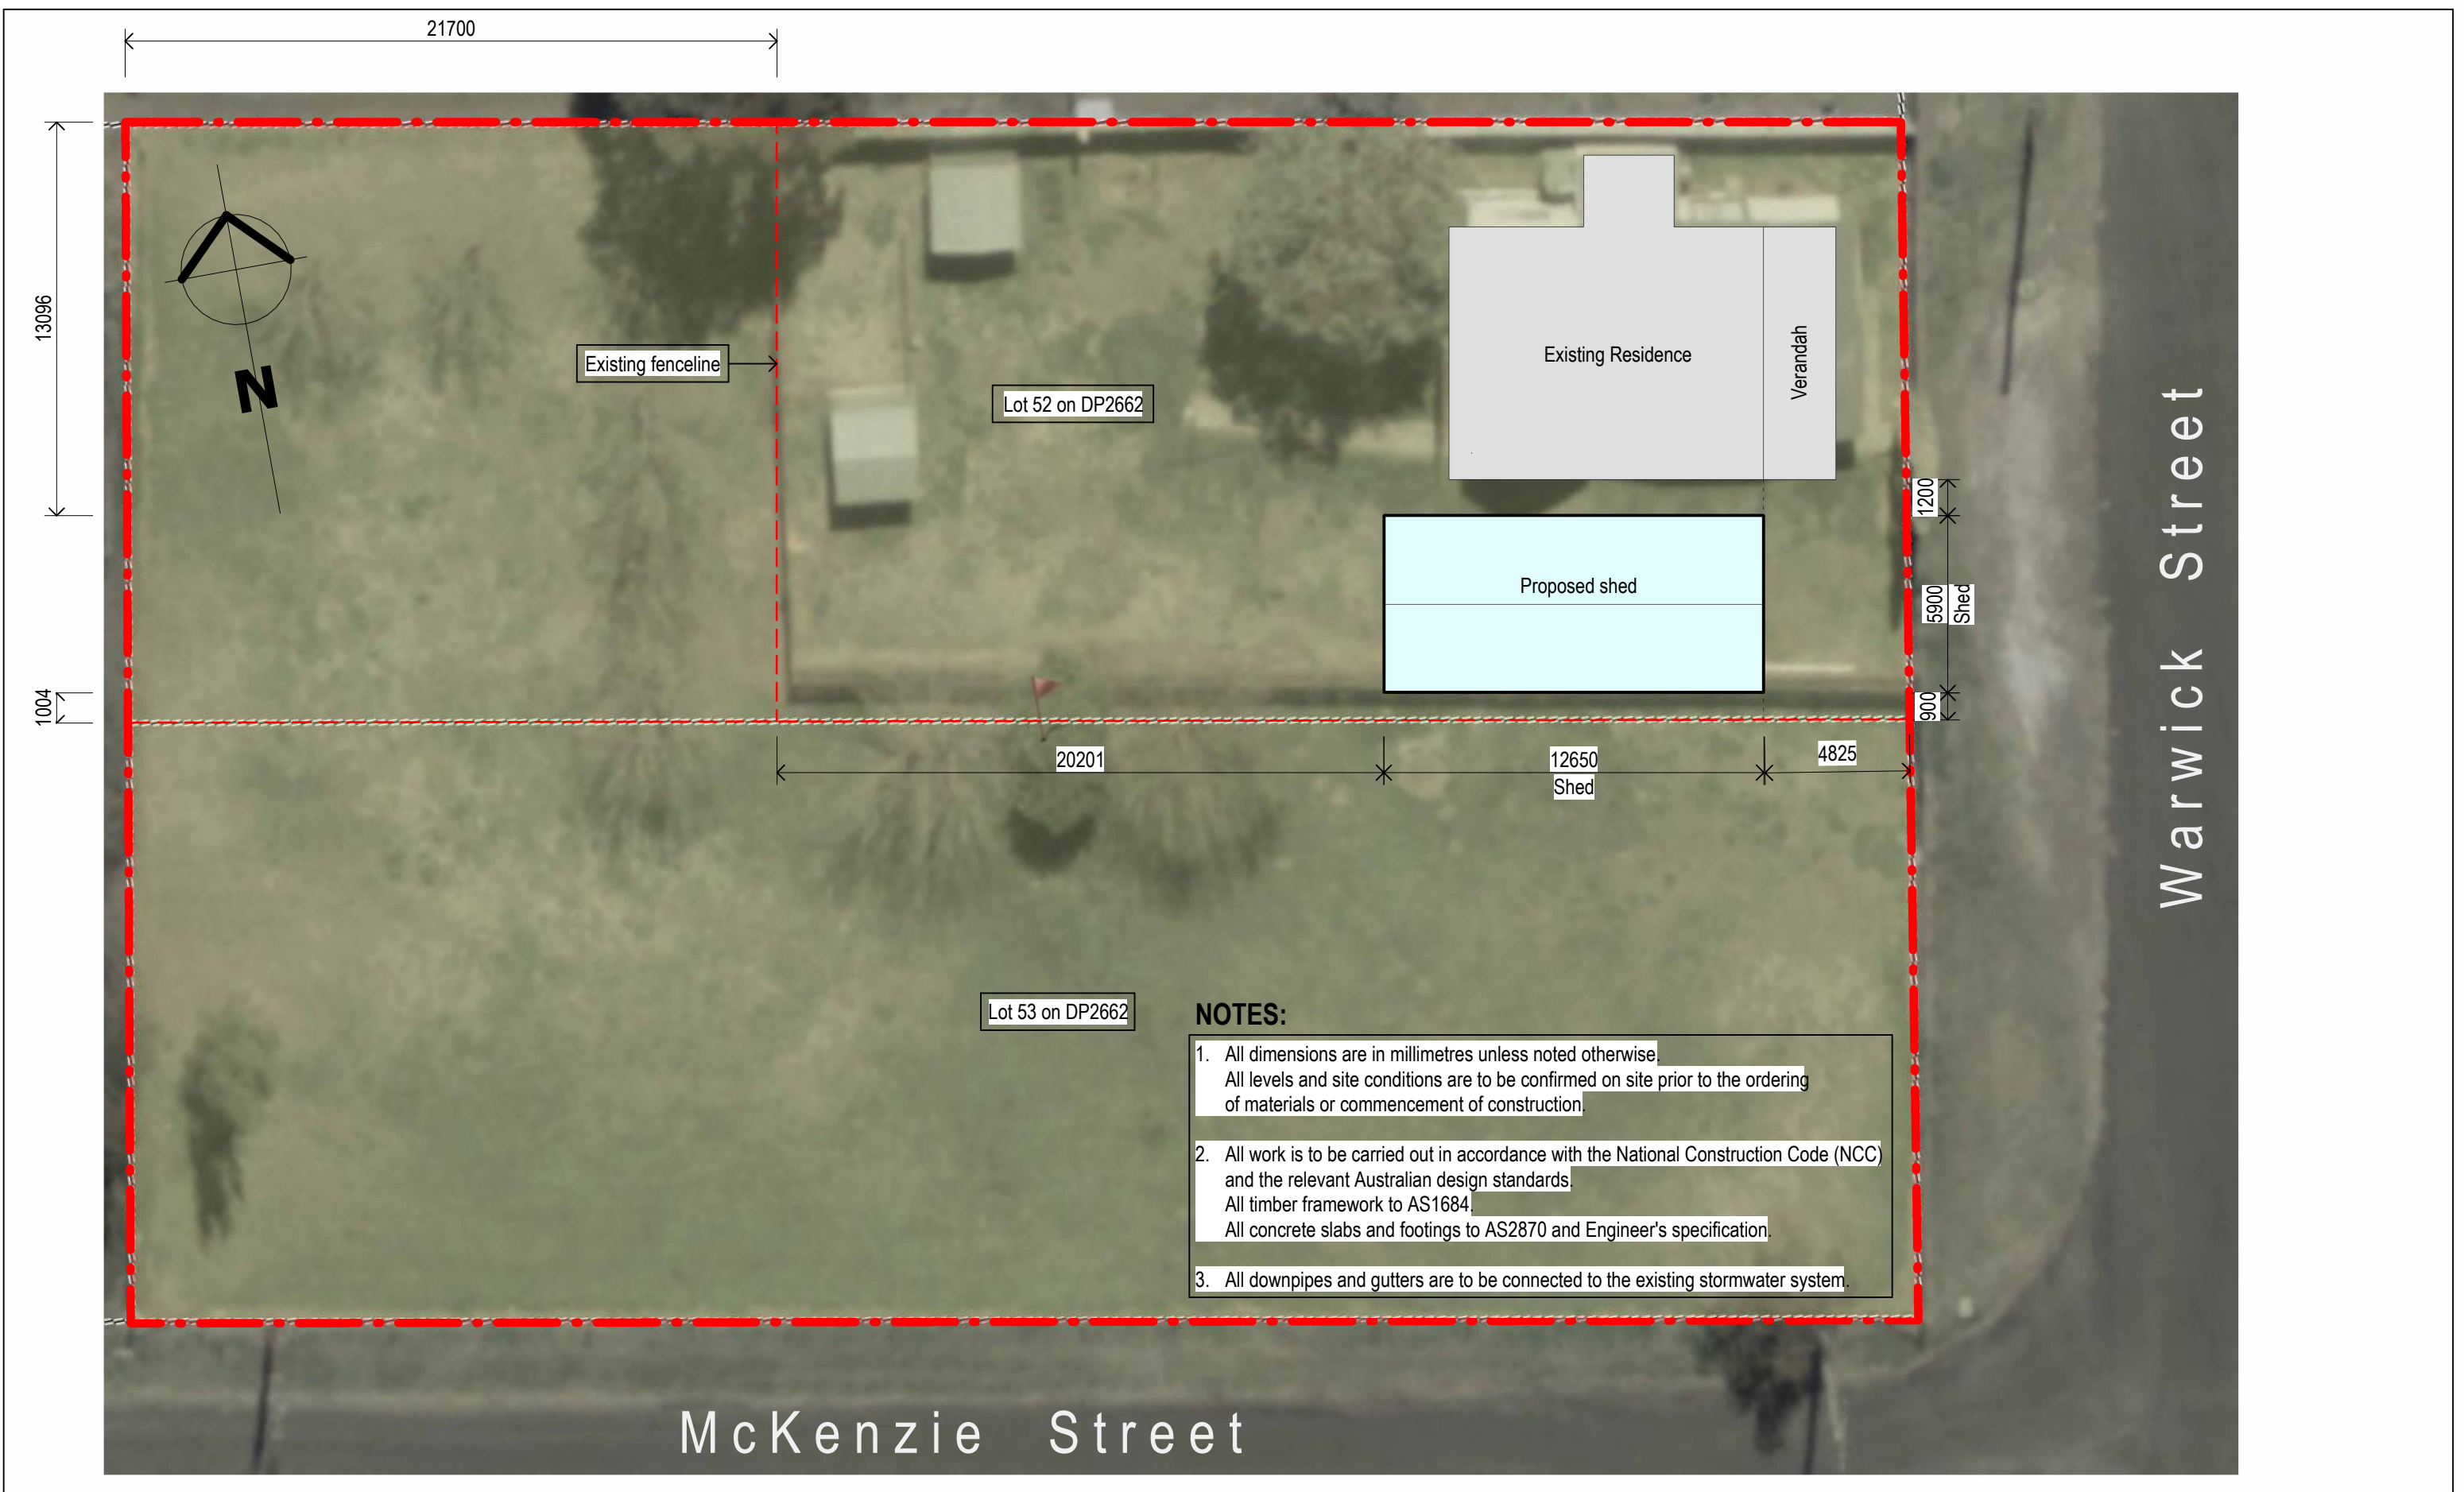 21700
13096
N
Existing fenceline
Lot 52 on DP2662
Existing Residence
Verandah
1200
Proposed shed
5900
Shed
1004
900
20201
12650
Shed
4825
Warwick Street
Lot 53 on DP2662
NOTES:
1. All dimensions are in millimetres unless noted otherwise.
All levels and site conditions are to be confirmed on site prior to the ordering
of materials or commencement of construction.
2. All work is to be carried out in accordance with the National Construction Code (NCC)
and the relevant Australian design standards.
All timber framework to AS1684.
All concrete slabs and footings to AS2870 and Engineer's specification.
3. All downpipes and gutters are to be connected to the existing stormwater system.
McKenzie Street